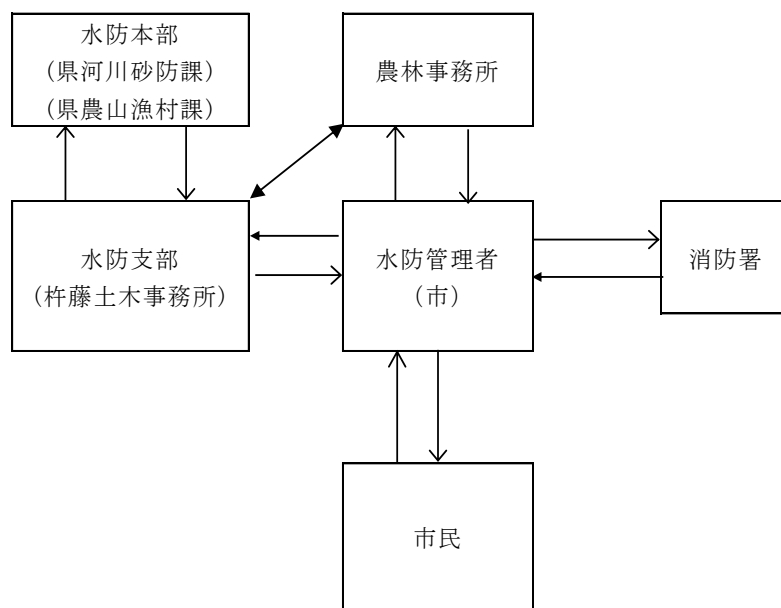 水防本部
（県河川砂防課）
（県農山漁村課）
農林事務所
水防支部
（杵藤土木事務所）
水防管理者
（市）
消防署
市民